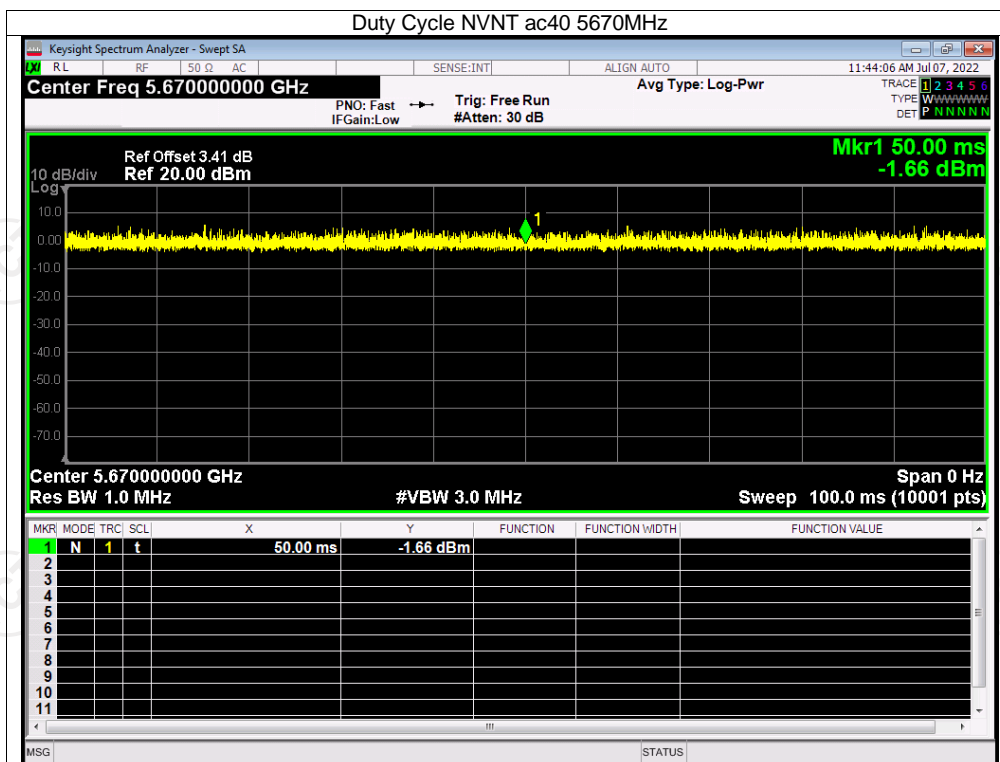 Duty Cycle NVNT ac40 5670MHz
Keysight Spectrum Analyzer - Swept SA
LXI RL RF 50 Ω AC SENSE:INT ALIGN AUTO 11:44:06 AM Jul 07, 2022
Center Freq 5.670000000 GHz Avg Type: Log-Pwr TRACE 1 2 3 4 5 6
PNO: Fast Trig: Free Run TYPE WWWWWW
IFGain:Low #Atten: 30 dB DET P N N N N N
Mkr1 50.00 ms
-1.66 dBm
Ref Offset 3.41 dB
10 dB/div Ref 20.00 dBm
Log
10.0
1
0.00
-10.0
-20.0
-30.0
-40.0
-50.0
-60.0
-70.0
Center 5.670000000 GHz Span 0 Hz
Res BW 1.0 MHz #VBW 3.0 MHz Sweep 100.0 ms (10001 pts)
MKR MODE TRC SCL X Y FUNCTION FUNCTION WIDTH FUNCTION VALUE
1 N 1 t 50.00 ms -1.66 dBm
2
3
4
5
6
7
8
9
10
11
MSG STATUS